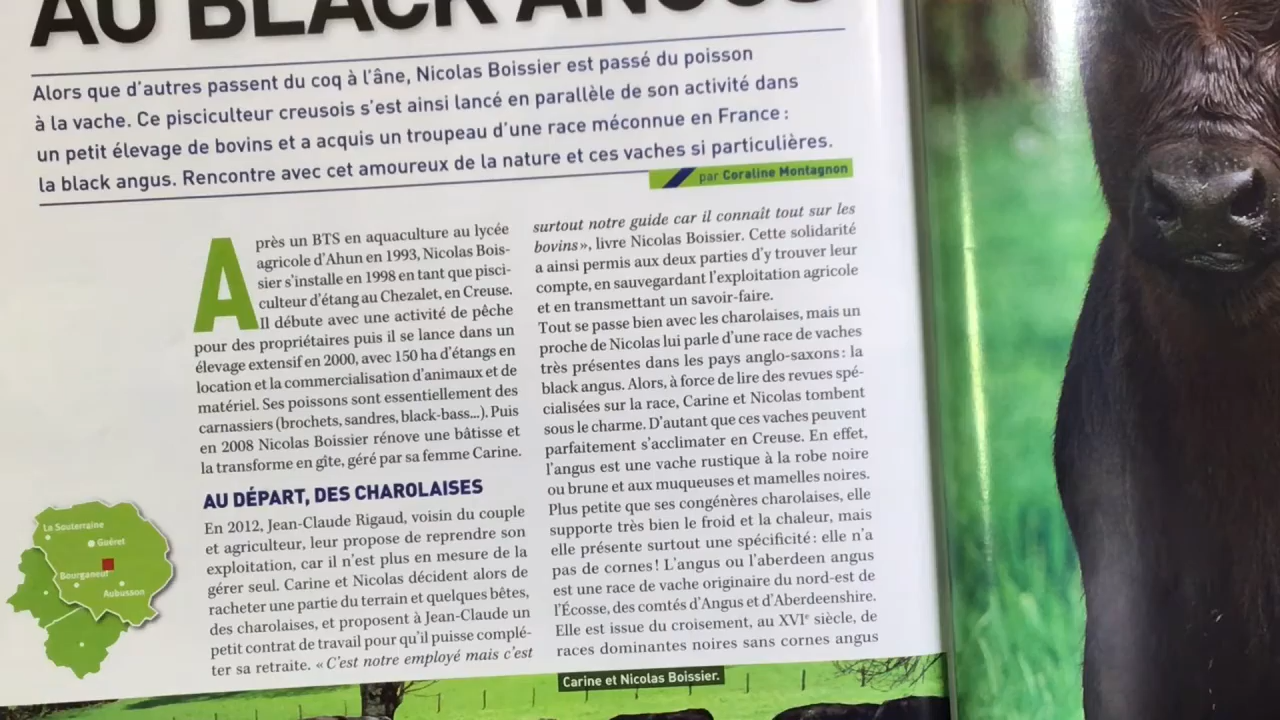 AU BLACK ANGUS
Alors que d'autres passent du coq à l'âne, Nicolas Boissier est passé du poisson
à la vache. Ce pisciculteur creusois s'est ainsi lancé en parallèle de son activité dans
un petit élevage de bovins et a acquis un troupeau d'une race méconnue en France :
la black angus. Rencontre avec cet amoureux de la nature et ces vaches si particulières.
par Coraline Montagnon
Après un BTS en aquaculture au lycée
agricole d'Ahun en 1993, Nicolas Bois-
sier s'installe en 1998 en tant que pisci-
culteur d'étang au Chezalet, en Creuse.
Il débute avec une activité de pêche
pour des propriétaires puis il se lance dans un
élevage extensif en 2000, avec 150 ha d'étangs en
location et la commercialisation d'animaux et de
matériel. Ses poissons sont essentiellement des
carnassiers (brochets, sandres, black-bass...). Puis
en 2008 Nicolas Boissier rénove une bâtisse et
la transforme en gîte, géré par sa femme Carine.
AU DÉPART, DES CHAROLAISES
En 2012, Jean-Claude Rigaud, voisin du couple
et agriculteur, leur propose de reprendre son
exploitation, car il n'est plus en mesure de la
gérer seul. Carine et Nicolas décident alors de
racheter une partie du terrain et quelques bêtes,
des charolaises, et proposent à Jean-Claude un
petit contrat de travail pour qu'il puisse complé-
ter sa retraite. « C'est notre employé mais c'est
surtout notre guide car il connaît tout sur les
bovins », livre Nicolas Boissier. Cette solidarité
a ainsi permis aux deux parties d'y trouver leur
compte, en sauvegardant l'exploitation agricole
et en transmettant un savoir-faire.
Tout se passe bien avec les charolaises, mais un
proche de Nicolas lui parle d'une race de vaches
très présentes dans les pays anglo-saxons : la
black angus. Alors, à force de lire des revues spé-
cialisées sur la race, Carine et Nicolas tombent
sous le charme. D'autant que ces vaches peuvent
parfaitement s'acclimater en Creuse. En effet,
l'angus est une vache rustique à la robe noire
ou brune et aux muqueuses et mamelles noires.
Plus petite que ses congénères charolaises, elle
supporte très bien le froid et la chaleur, mais
elle présente surtout une spécificité : elle n'a
pas de cornes ! L'angus ou l'aberdeen angus
est une race de vache originaire du nord-est de
l'Écosse, des comtés d'Angus et d'Aberdeenshire.
Elle est issue du croisement, au XVIe siècle, de
races dominantes noires sans cornes angus
La Souterraine
Guéret
Bourganeuf
Aubusson
Carine et Nicolas Boissier.